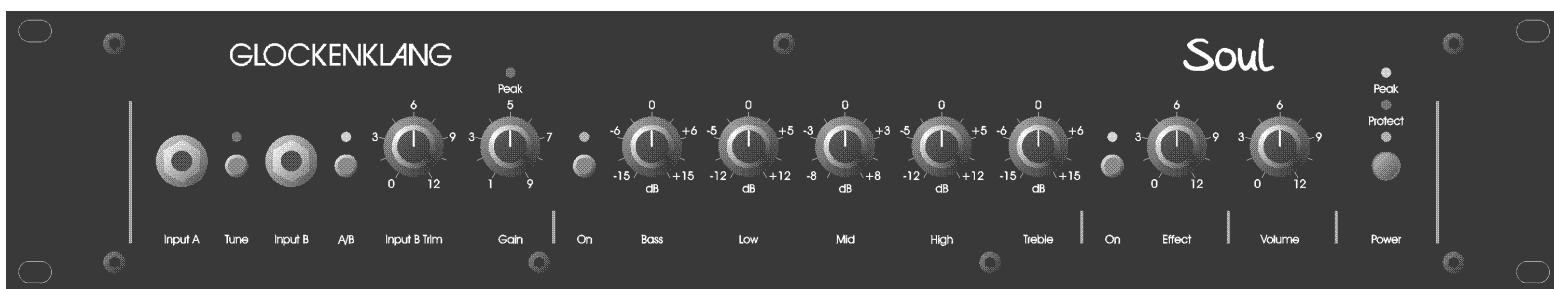 GLOCKENKLANG
Soul
Peak
Peak
Protect
3 6 9 0 12
3 5 7 1 9
-6 0 +6 -15 +15 dB
-5 0 +5 -12 +12 dB
-3 0 +3 -8 +8 dB
-5 0 +5 -12 +12 dB
-6 0 +6 -15 +15 dB
3 6 9 0 12
3 6 9 0 12
Input A Tune Input B A/B Input B Trim Gain On Bass Low Mid High Treble On Effect Volume Power